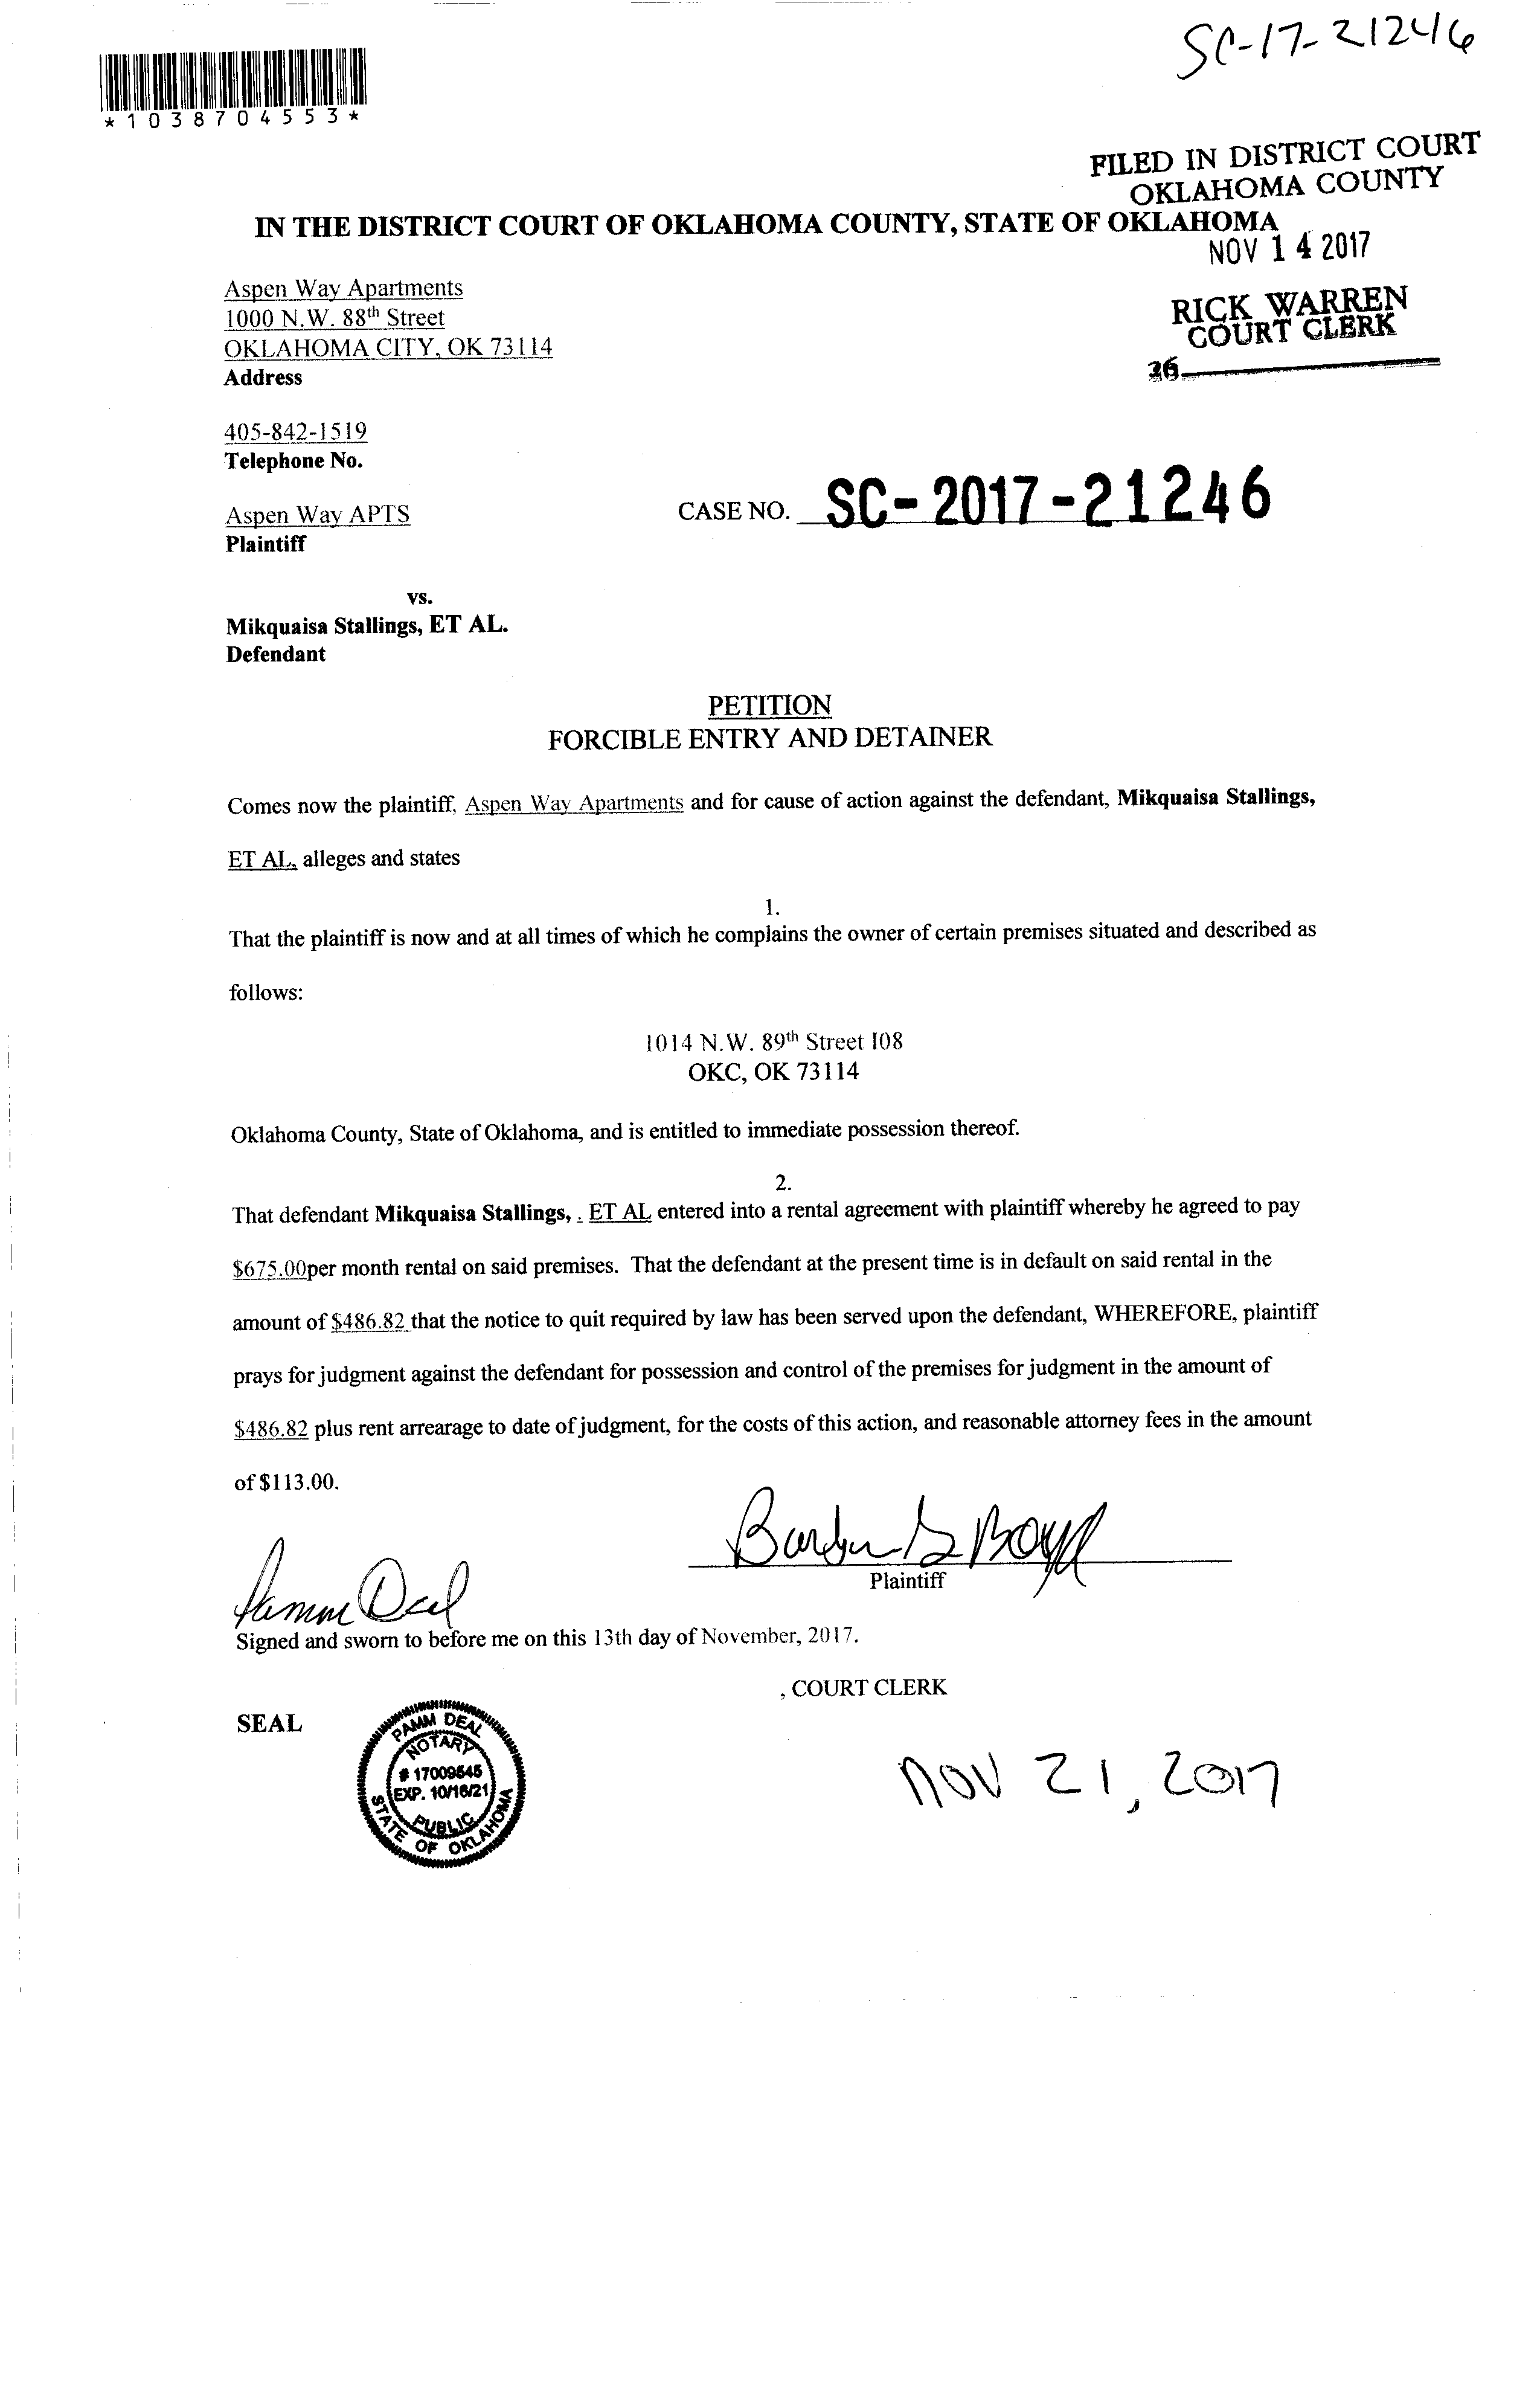 SC-17-21246
*1038704553*
FILED IN DISTRICT COURT
OKLAHOMA COUNTY
IN THE DISTRICT COURT OF OKLAHOMA COUNTY, STATE OF OKLAHOMA
NOV 14 2017
RICK WARREN
COURT CLERK
36
Aspen Way Apartments
1000 N.W. 88th Street
OKLAHOMA CITY, OK 73114
Address
405-842-1519
Telephone No.
Aspen Way APTS
Plaintiff
CASE NO. SC-2017-21246
vs.
Mikquaisa Stallings, ET AL.
Defendant
PETITION
FORCIBLE ENTRY AND DETAINER
Comes now the plaintiff, Aspen Way Apartments and for cause of action against the defendant, Mikquaisa Stallings,
ET AL, alleges and states
1.
That the plaintiff is now and at all times of which he complains the owner of certain premises situated and described as
follows:
1014 N.W. 89th Street I08
OKC, OK 73114
Oklahoma County, State of Oklahoma, and is entitled to immediate possession thereof.
2.
That defendant Mikquaisa Stallings, . ET AL entered into a rental agreement with plaintiff whereby he agreed to pay
$675.00per month rental on said premises. That the defendant at the present time is in default on said rental in the
amount of $486.82 that the notice to quit required by law has been served upon the defendant, WHEREFORE, plaintiff
prays for judgment against the defendant for possession and control of the premises for judgment in the amount of
$486.82 plus rent arrearage to date of judgment, for the costs of this action, and reasonable attorney fees in the amount
of $113.00.
Plaintiff
Pamm Deal
Signed and sworn to before me on this 13th day of November, 2017.
, COURT CLERK
SEAL
PAMM DEAL
NOTARY
# 17009545
EXP. 10/16/21
PUBLIC
STATE OF OKLAHOMA
NOV 21, 2017